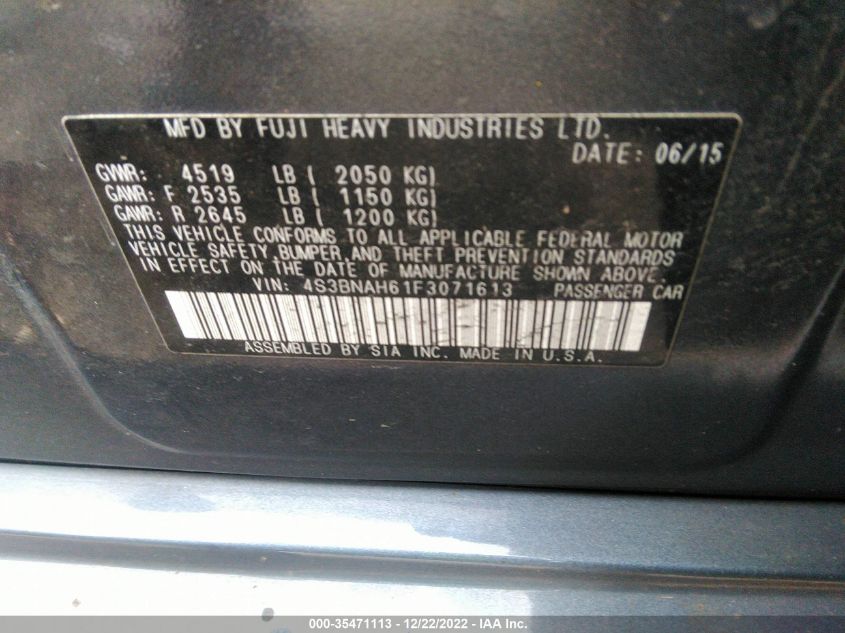 MFD BY FUJI HEAVY INDUSTRIES LTD.
DATE: 06/15
GVWR: 4519 LB ( 2050 KG)
GAWR: F 2535 LB ( 1150 KG)
GAWR: R 2645 LB ( 1200 KG)
THIS VEHICLE CONFORMS TO ALL APPLICABLE FEDERAL MOTOR
VEHICLE SAFETY, BUMPER, AND THEFT PREVENTION STANDARDS
IN EFFECT ON THE DATE OF MANUFACTURE SHOWN ABOVE.
VIN: 4S3BNAH61F3071613 PASSENGER CAR
ASSEMBLED BY SIA INC. MADE IN U.S.A.
000-35471113 - 12/22/2022 - IAA Inc.